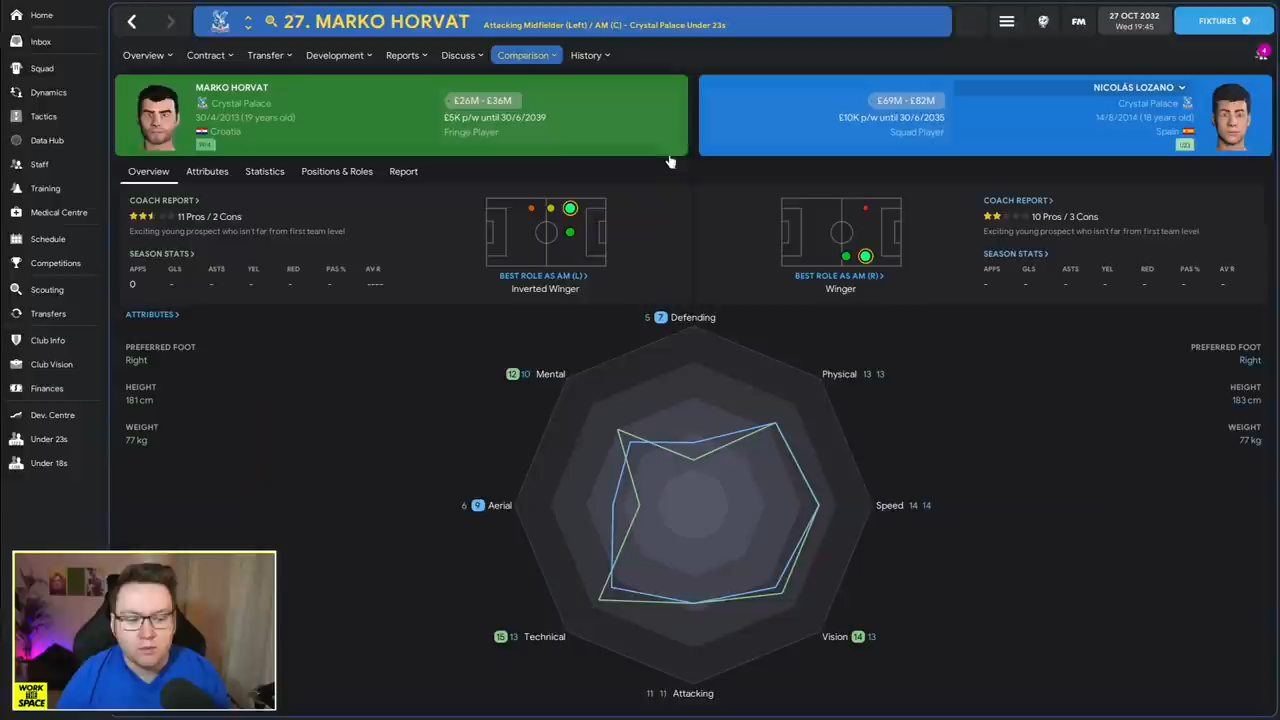 Home
Inbox
Squad
Dynamics
Tactics
Data Hub
Staff
Training
Medical Centre
Schedule
Competitions
Scouting
Transfers
Club Info
Club Vision
Finances
Dev. Centre
Under 23s
Under 18s
27. MARKO HORVAT
Attacking Midfielder (Left) / AM (C) - Crystal Palace Under 23s
FM
27 OCT 2032
Wed 19:45
FIXTURES
4
Overview
Contract
Transfer
Development
Reports
Discuss
Comparison
History
MARKO HORVAT
Crystal Palace
30/4/2013 (19 years old)
Croatia
£26M - £36M
£5K p/w until 30/6/2039
Fringe Player
£69M - £82M
£10K p/w until 30/6/2035
Squad Player
NICOLÁS LOZANO
Crystal Palace
14/8/2014 (18 years old)
Spain
U23
Overview Attributes Statistics Positions & Roles Report
COACH REPORT
11 Pros / 2 Cons
Exciting young prospect who isn't far from first team level
SEASON STATS
APPS GLS ASTS YEL RED PAS % AV R
0 - - - - - ----
BEST ROLE AS AM (L)
Inverted Winger
BEST ROLE AS AM (R)
Winger
COACH REPORT
10 Pros / 3 Cons
Exciting young prospect who isn't far from first team level
SEASON STATS
APPS GLS ASTS YEL RED PAS % AV R
- - - - - - -
ATTRIBUTES
PREFERRED FOOT
Right
HEIGHT
181 cm
WEIGHT
77 kg
5 7 Defending
12 10 Mental
Physical 13 13
6 9 Aerial
Speed 14 14
15 13 Technical
Vision 14 13
11 11 Attacking
PREFERRED FOOT
Right
HEIGHT
183 cm
WEIGHT
77 kg
WORK
THE
SPACE